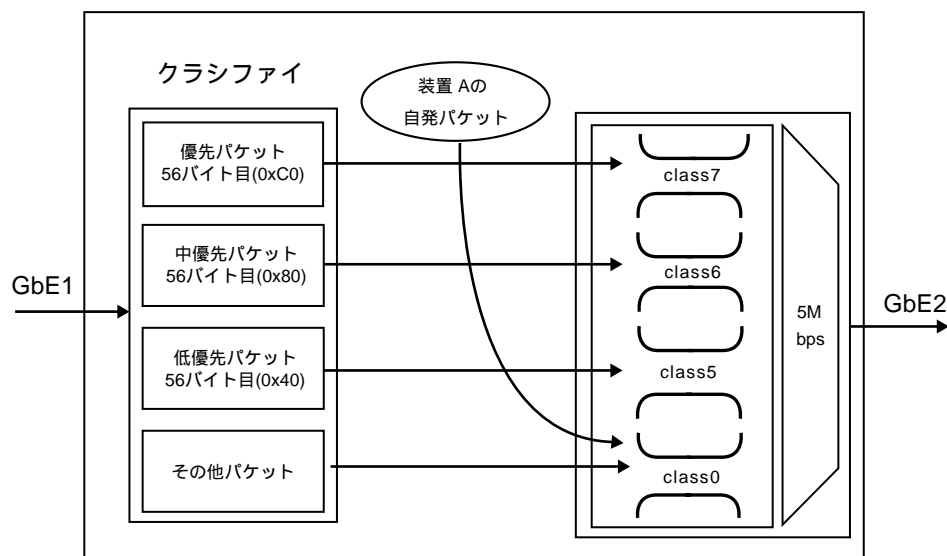 クラシファイ
装置 Aの
自発パケット
優先パケット
56バイト目(0xC0)
class7
中優先パケット
56バイト目(0x80)
class6
GbE1
GbE2
5M
bps
低優先パケット
56バイト目(0x40)
class5
その他パケット
class0